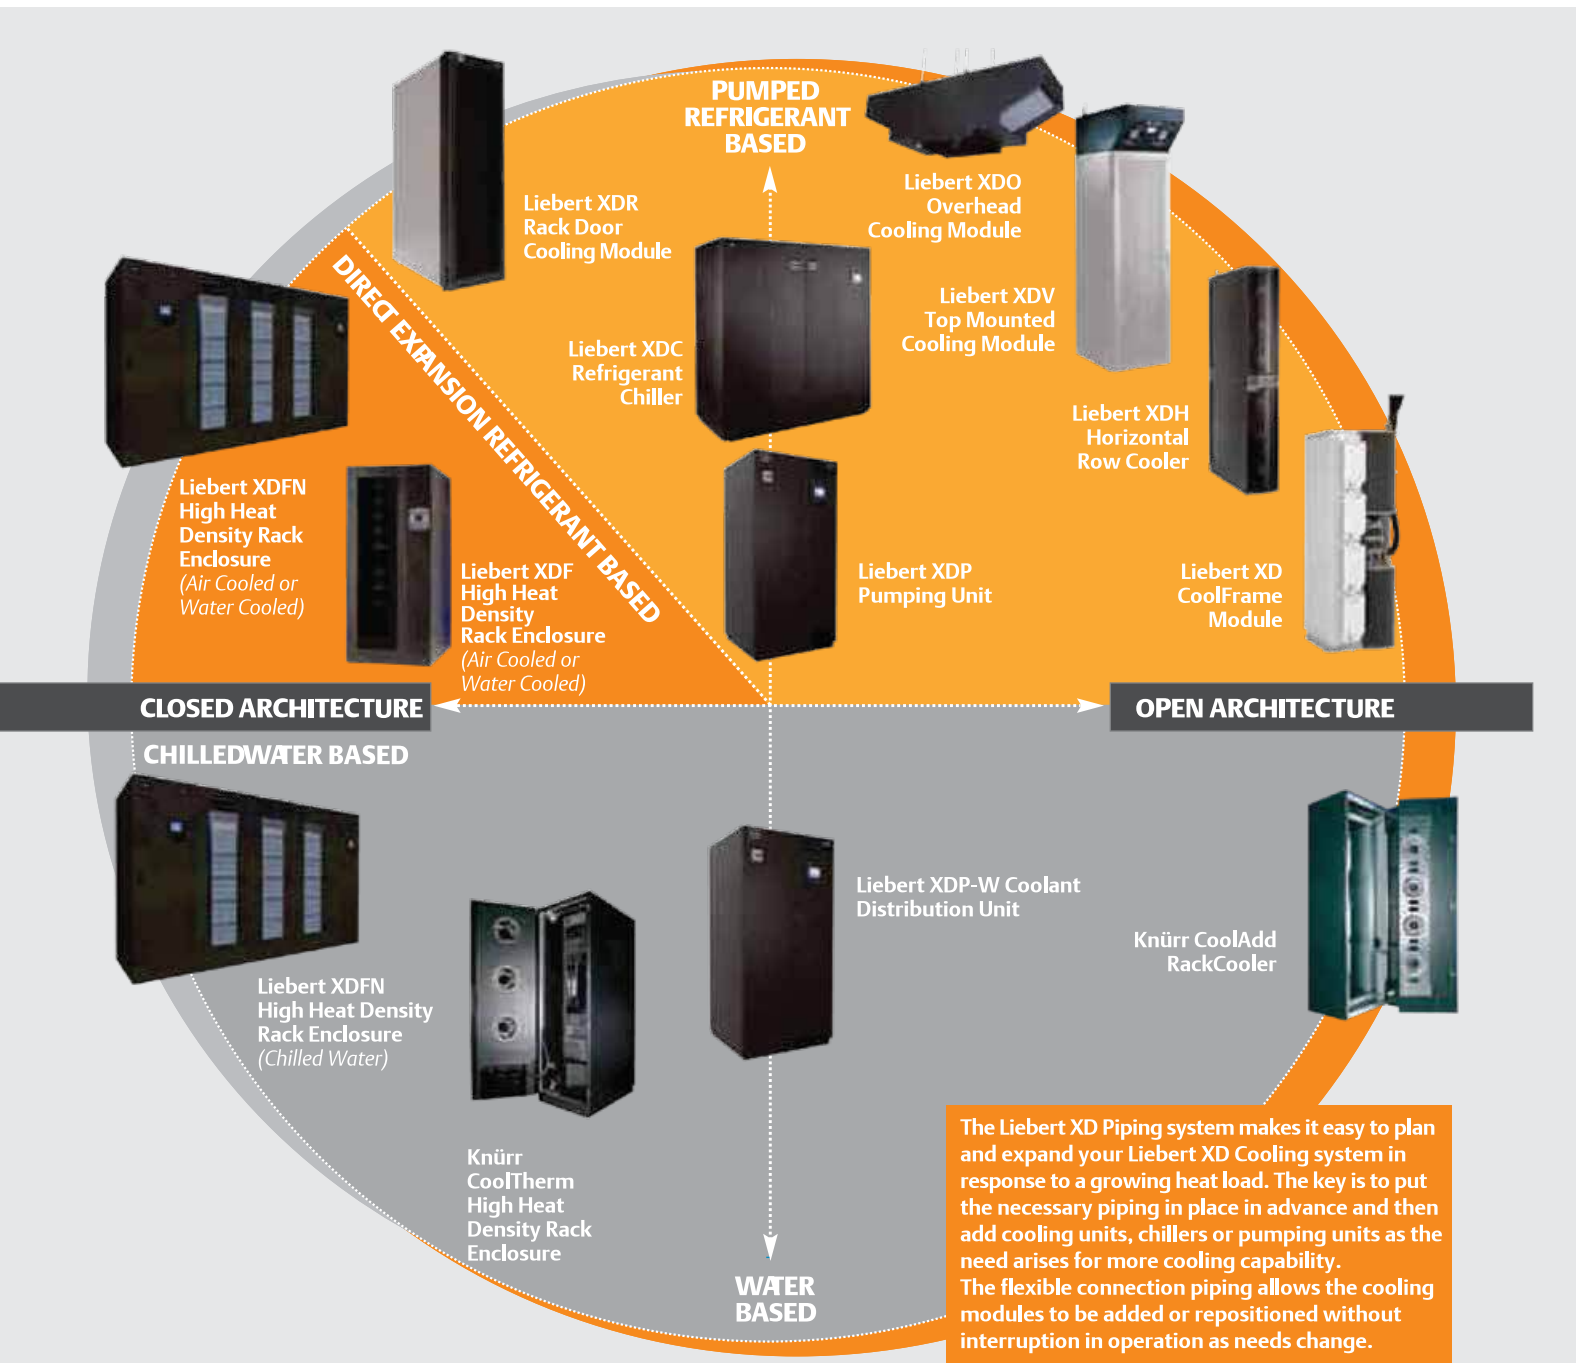 PUMPED
REFRIGERANT
BASED
Liebert XDR
Rack Door
Cooling Module
Liebert XDO
Overhead
Cooling Module
Liebert XDV
Top Mounted
Cooling Module
Liebert XDC
Refrigerant
Chiller
Liebert XDH
Horizontal
Row Cooler
DIRECT EXPANSION REFRIGERANT BASED
Liebert XDFN
High Heat
Density Rack
Enclosure
(Air Cooled or
Water Cooled)
Liebert XDF
High Heat
Density
Rack Enclosure
(Air Cooled or
Water Cooled)
Liebert XDP
Pumping Unit
Liebert XD
CoolFrame
Module
CLOSED ARCHITECTURE
OPEN ARCHITECTURE
CHILLEDWATER BASED
Liebert XDP-W Coolant
Distribution Unit
Knürr CoolAdd
RackCooler
Liebert XDFN
High Heat Density
Rack Enclosure
(Chilled Water)
Knürr
CoolTherm
High Heat
Density Rack
Enclosure
WATER
BASED
The Liebert XD Piping system makes it easy to plan
and expand your Liebert XD Cooling system in
response to a growing heat load. The key is to put
the necessary piping in place in advance and then
add cooling units, chillers or pumping units as the
need arises for more cooling capability.
The flexible connection piping allows the cooling
modules to be added or repositioned without
interruption in operation as needs change.